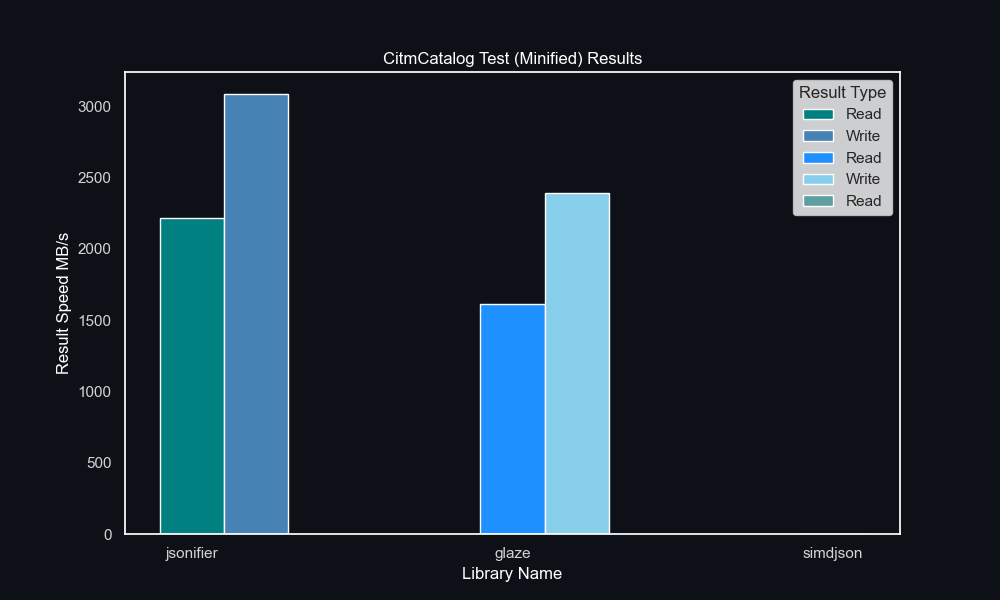 CitmCatalog Test (Minified) Results
Result Type
Read
Write
Read
Write
Read
Result Speed MB/s
3000
2500
2000
1500
1000
500
0
jsonifier
glaze
simdjson
Library Name